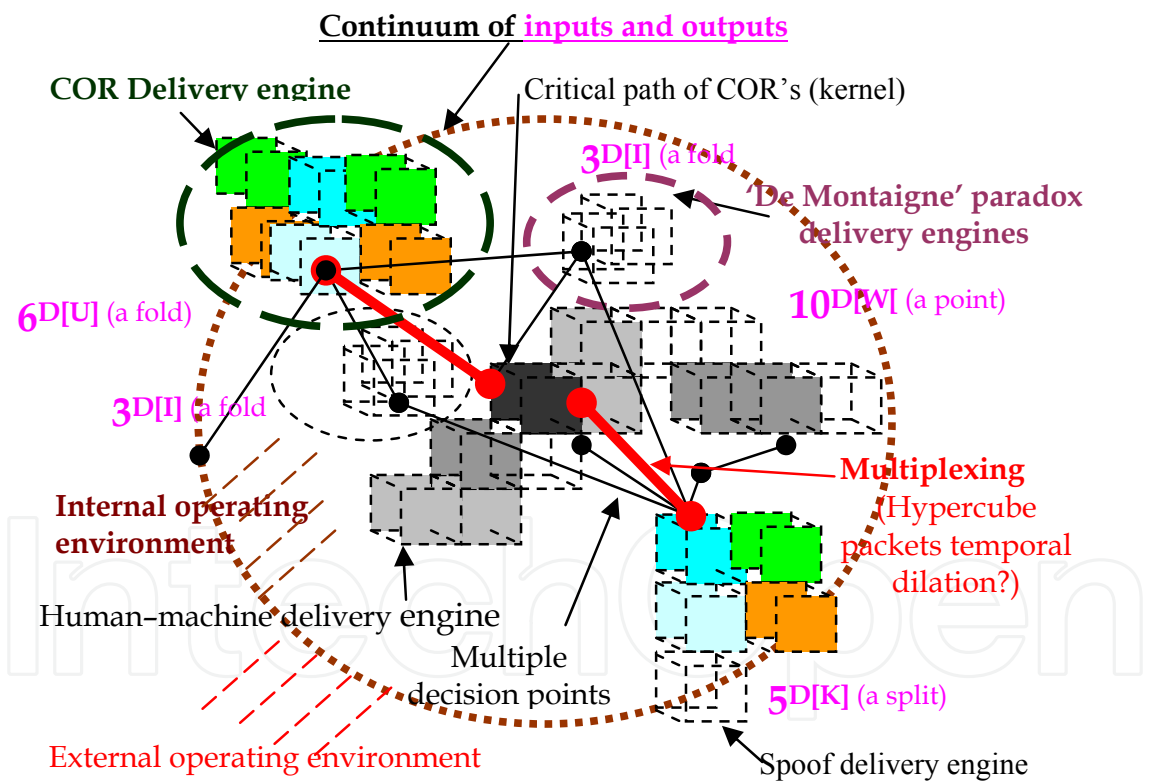 Continuum of inputs and outputs
COR Delivery engine
Critical path of COR's (kernel)
3D[I] (a fold
'De Montaigne' paradox
delivery engines
10D[W[ (a point)
6D[U] (a fold)
3D[I] (a fold
Multiplexing
(Hypercube
packets temporal
dilation?)
Internal operating
environment
Human–machine delivery engine
Multiple
decision points
5D[K] (a split)
External operating environment
Spoof delivery engine
IntechOpen